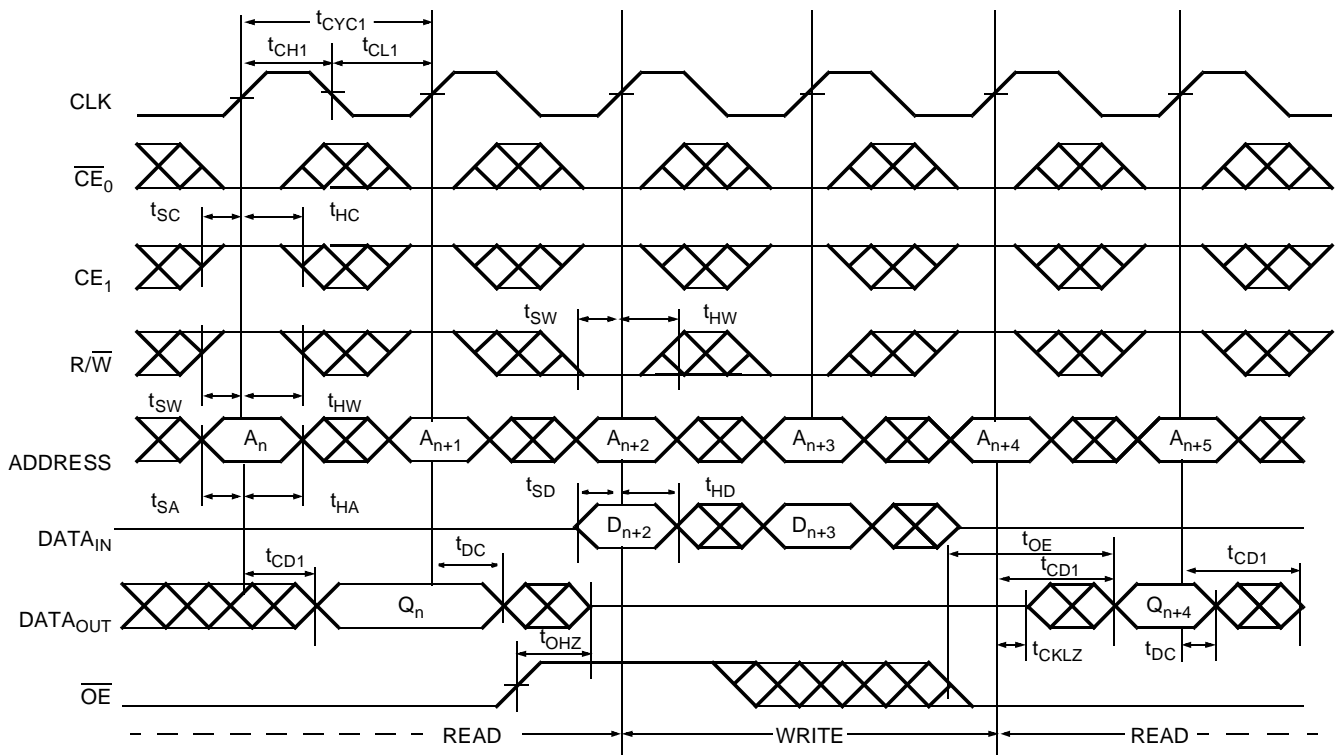 tCYC1
tCH1 tCL1
CLK
CE0
tSC tHC
CE1
tSW tHW
R/W
tSW tHW
An An+1 An+2 An+3 An+4 An+5
ADDRESS
tSA tHA tSD tHD
DATAIN Dn+2 Dn+3
tOE
tCD1 tDC tCD1 tCD1
DATAOUT Qn Qn+4
tOHZ tCKLZ tDC
OE
READ WRITE READ